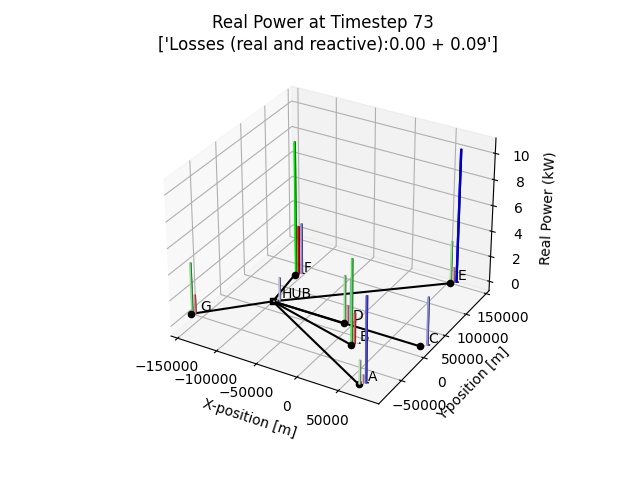 Real Power at Timestep 73
['Losses (real and reactive):0.00 + 0.09']
10
8
6
4
2
0
Real Power (kW)
F
E
HUB
G
D
B
C
A
150000
100000
50000
0
−50000
Y-position [m]
−150000
−100000
−50000
0
50000
X-position [m]